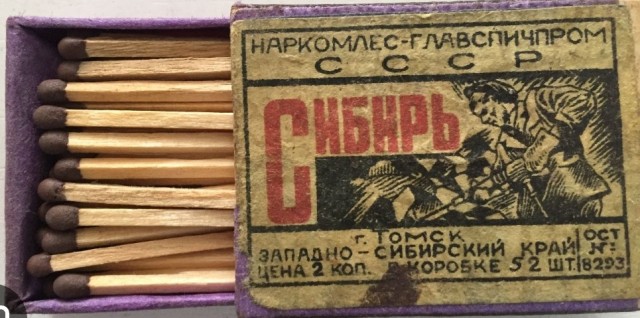 НАРКОМЛЕС-ГЛАВСПИЧПРОМ
СССР
СИБИРЬ
г. ТОМСК
ЗАПАДНО-СИБИРСКИЙ КРАЙ
ЦЕНА 2 КОП. В КОРОБКЕ 52 ШТ.
ОСТ
№:
8293